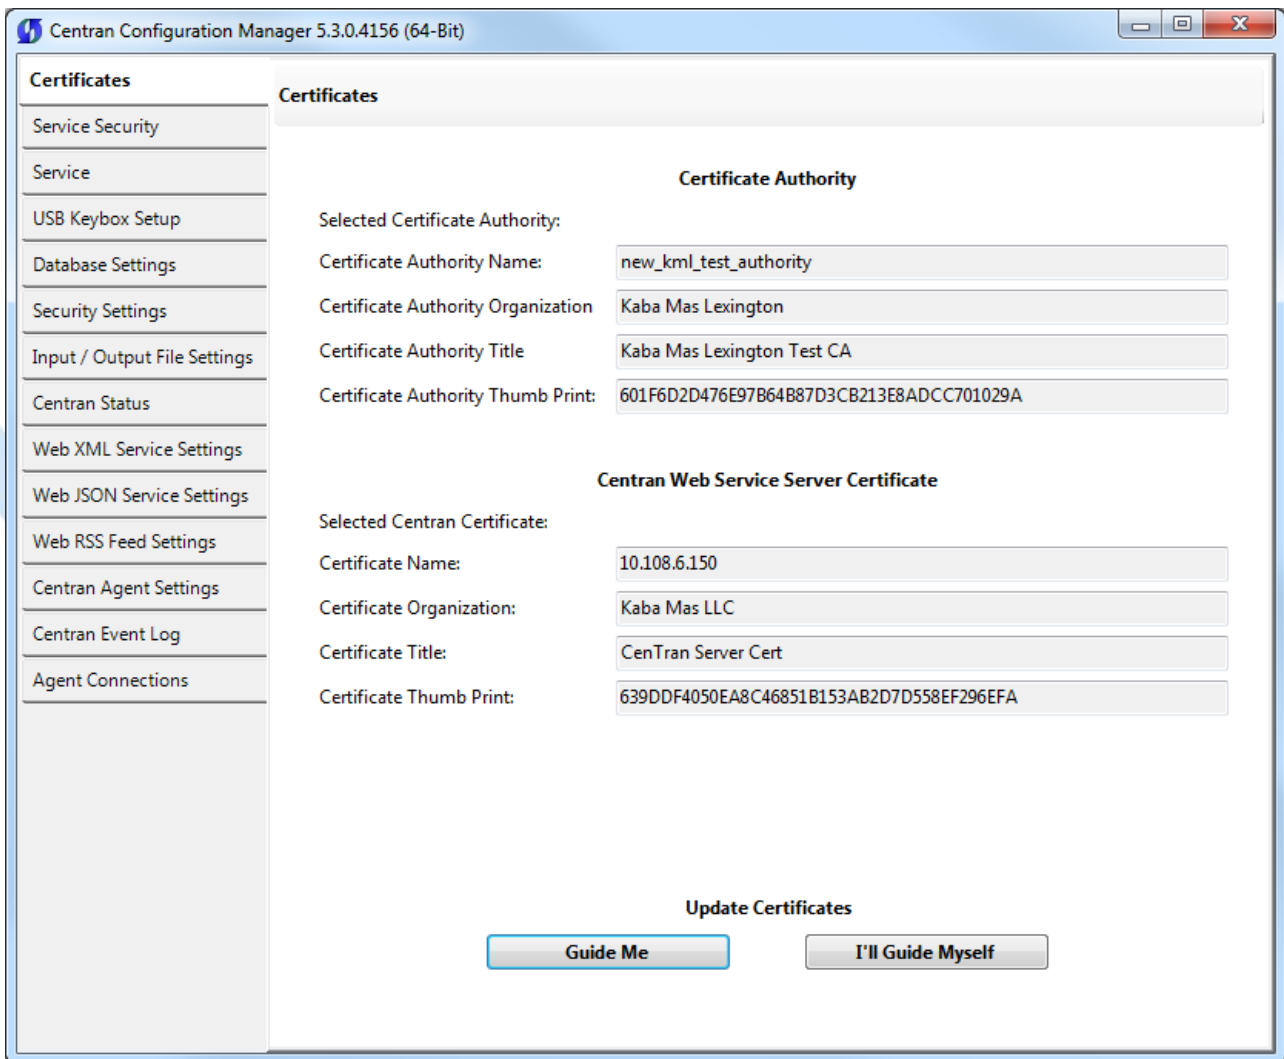 Centran Configuration Manager 5.3.0.4156 (64-Bit)
Certificates
Service Security
Service
USB Keybox Setup
Database Settings
Security Settings
Input / Output File Settings
Centran Status
Web XML Service Settings
Web JSON Service Settings
Web RSS Feed Settings
Centran Agent Settings
Centran Event Log
Agent Connections
Certificates
Certificate Authority
Selected Certificate Authority:
Certificate Authority Name: new_kml_test_authority
Certificate Authority Organization Kaba Mas Lexington
Certificate Authority Title Kaba Mas Lexington Test CA
Certificate Authority Thumb Print: 601F6D2D476E97B64B87D3CB213E8ADCC701029A
Centran Web Service Server Certificate
Selected Centran Certificate:
Certificate Name: 10.108.6.150
Certificate Organization: Kaba Mas LLC
Certificate Title: CenTran Server Cert
Certificate Thumb Print: 639DDF4050EA8C46851B153AB2D7D558EF296EFA
Update Certificates
Guide Me I'll Guide Myself